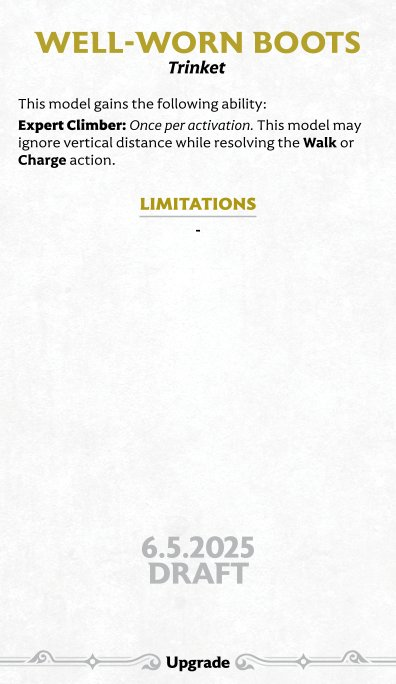 WELL-WORN BOOTS
Trinket
This model gains the following ability:
Expert Climber: Once per activation. This model may
ignore vertical distance while resolving the Walk or
Charge action.
LIMITATIONS
-
6.5.2025
DRAFT
Upgrade